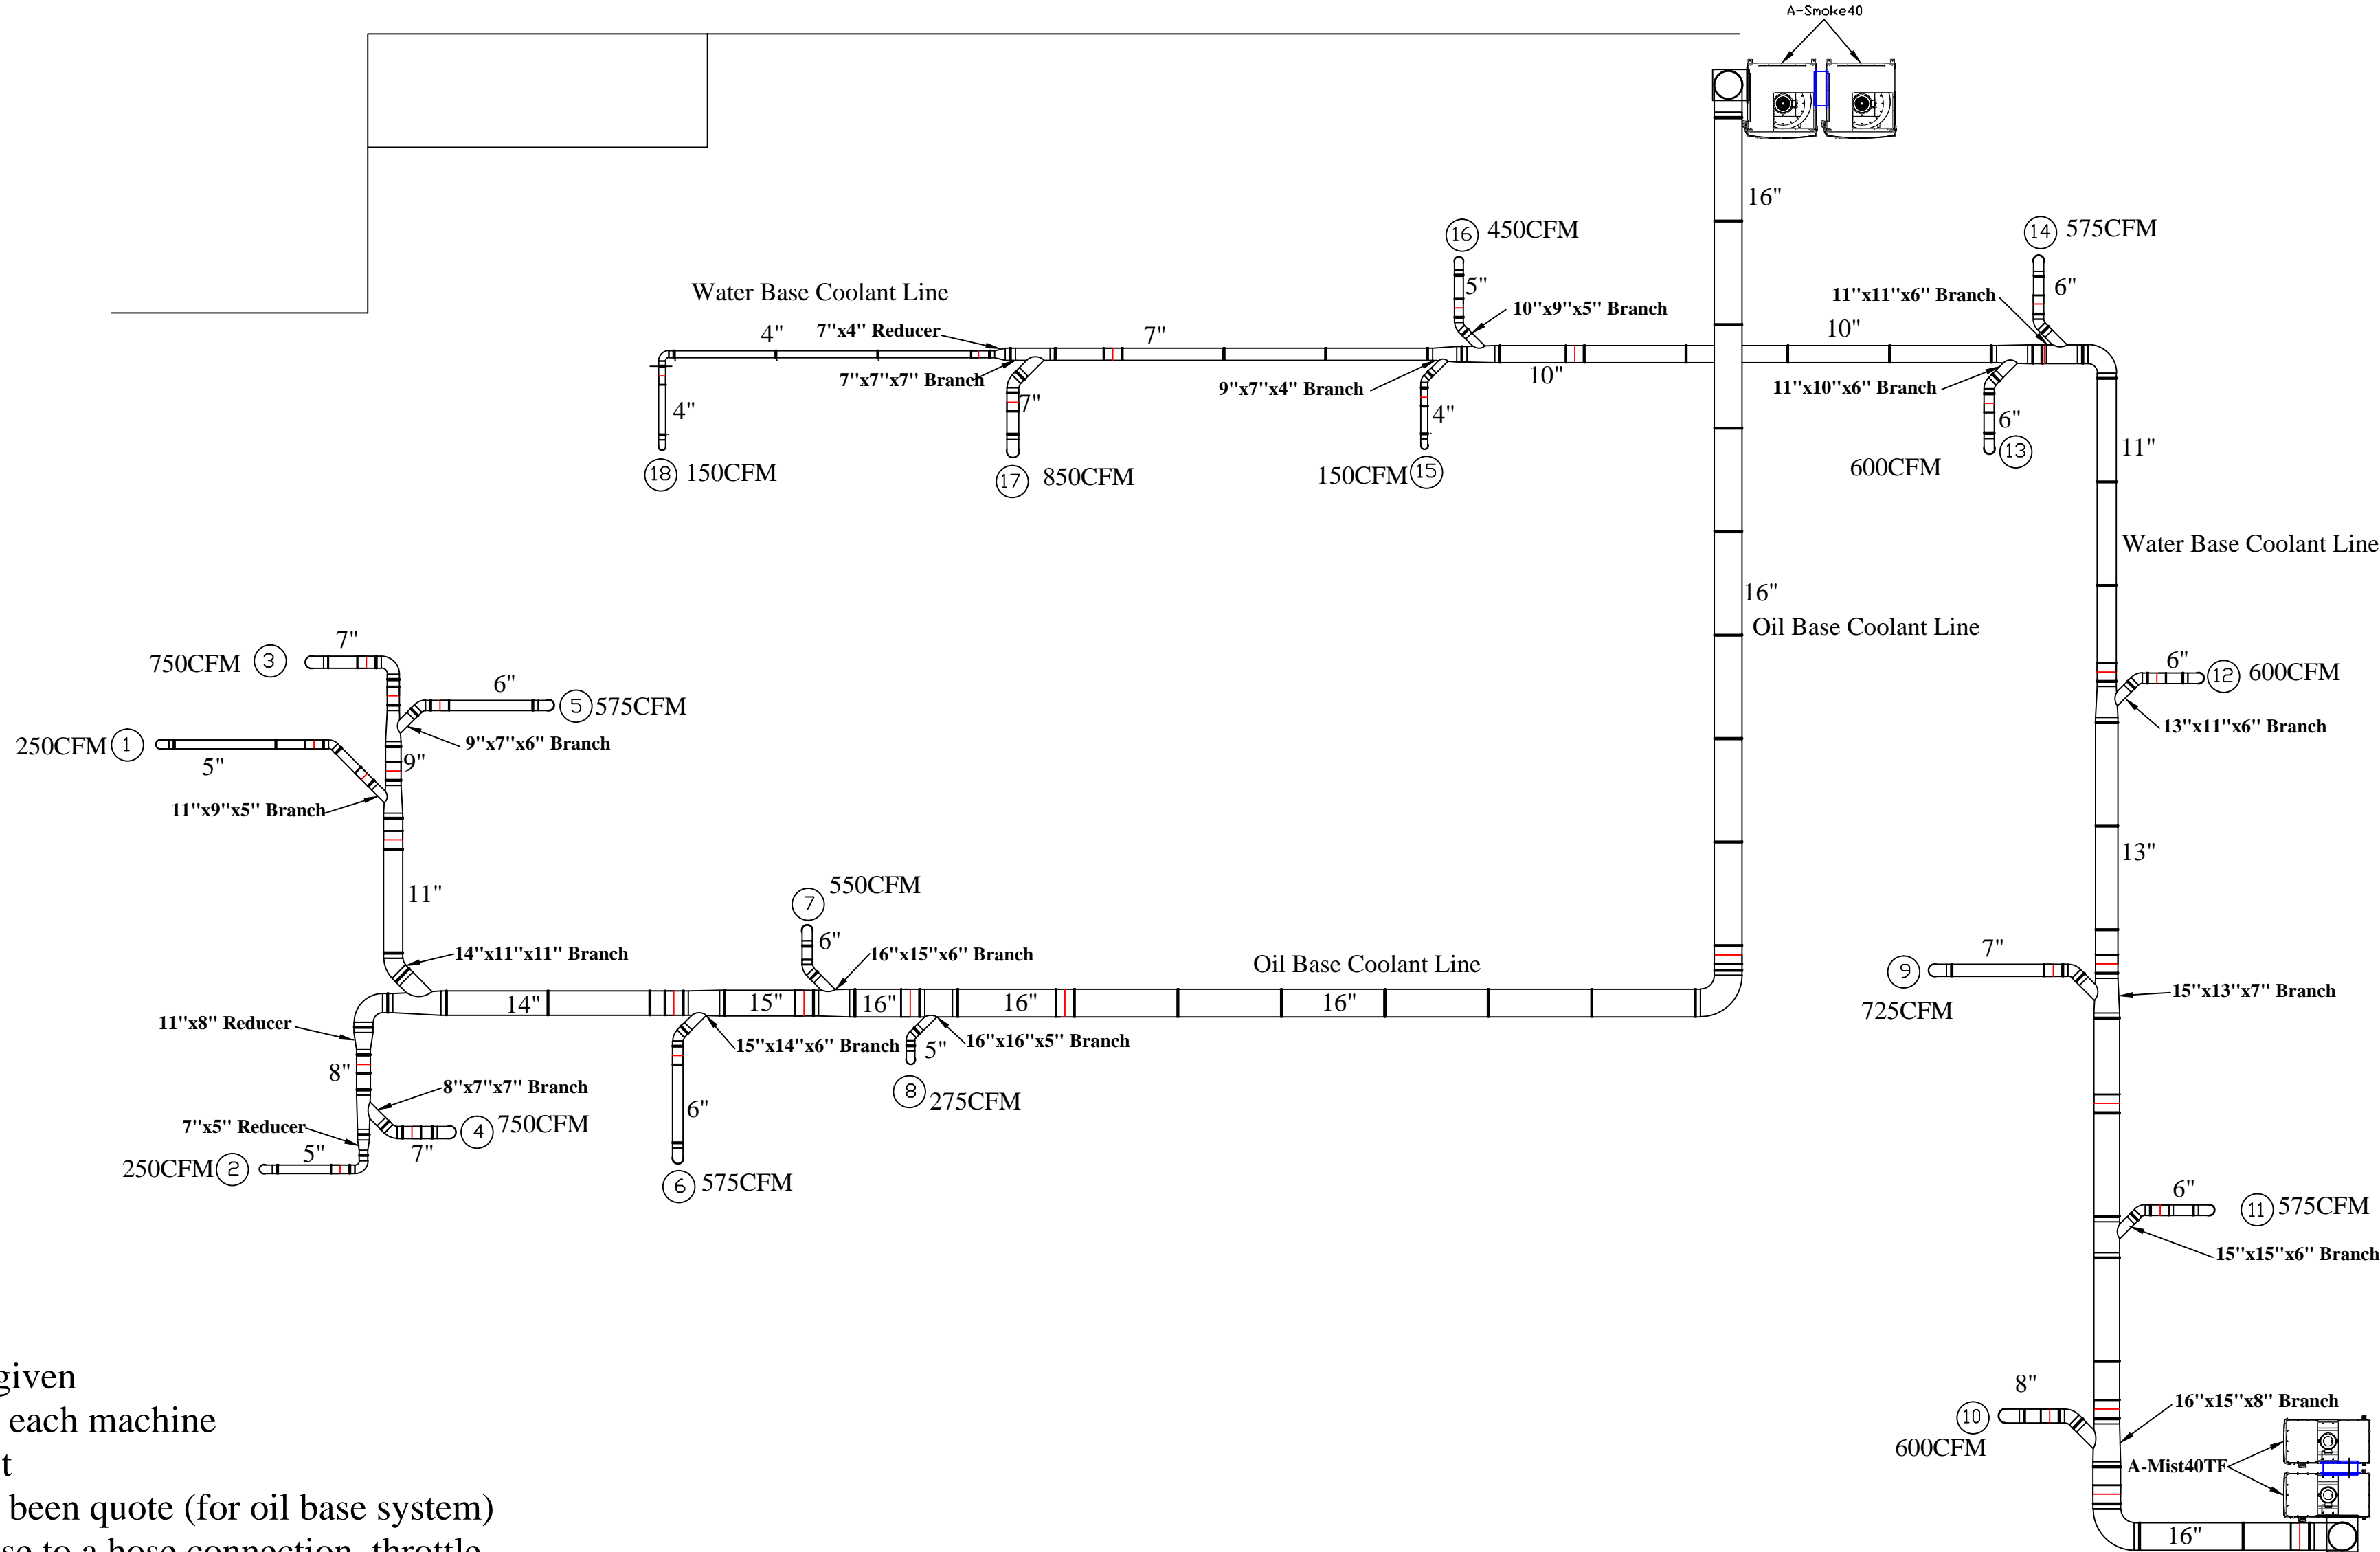 A-Smoke40
16"
14 575CFM
16 450CFM
6"
11"x11"x6" Branch
5"
Water Base Coolant Line
10"x9"x5" Branch
10"
4"
7"x4" Reducer
7"
7"x7"x7" Branch
9"x7"x4" Branch
10"
11"x10"x6" Branch
4"
7"
4"
6"
11"
18 150CFM
17 850CFM
150CFM 15
600CFM
13
Water Base Coolant Line
16"
Oil Base Coolant Line
7"
750CFM 3
6"
5 575CFM
6"
12 600CFM
250CFM 1
9"x7"x6" Branch
13"x11"x6" Branch
5"
9"
11"x9"x5" Branch
13"
11"
7
550CFM
6"
14"x11"x11" Branch
16"x15"x6" Branch
Oil Base Coolant Line
7"
9
725CFM
15"x13"x7" Branch
14"
15"
16"
16"
16"
11"x8" Reducer
15"x14"x6" Branch
5"
16"x16"x5" Branch
8"
8"x7"x7" Branch
8
275CFM
7"x5" Reducer
4 750CFM
6"
5"
7"
250CFM 2
6 575CFM
6"
11 575CFM
15"x15"x6" Branch
given
each machine
t
been quote (for oil base system)
se to a hose connection, throttle
8"
10
600CFM
16"x15"x8" Branch
A-Mist40TF
16"